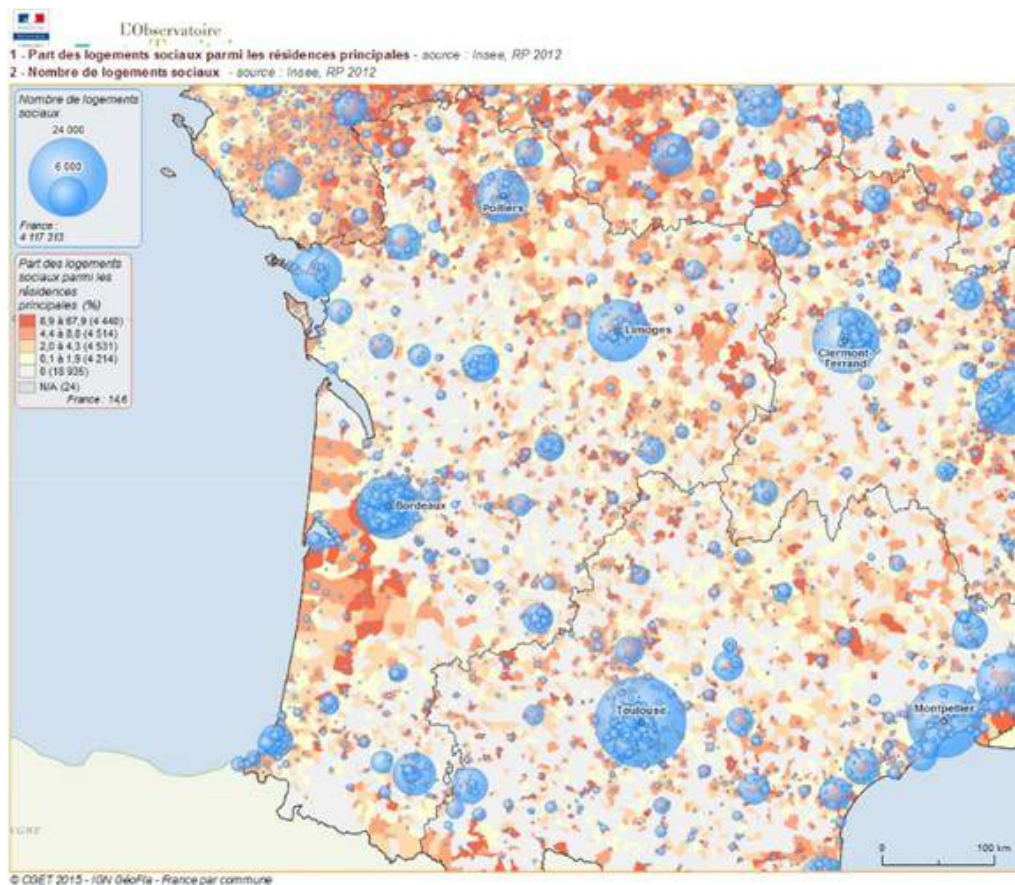 L'Observatoire
1 - Part des logements sociaux parmi les résidences principales - source : Insee, RP 2012
2 - Nombre de logements sociaux - source : Insee, RP 2012
Nombre de logements
sociaux
24 000
6 000
France :
4 117 313
Part des logements
sociaux parmi les
résidences
principales (%)
8,9 à 67,9 (4 440)
4,4 à 8,8 (4 514)
2,0 à 4,3 (4 531)
0,1 à 1,9 (4 214)
0 (18 935)
N/A (24)
France : 14,6
Poitiers
Limoges
Clermont-
Ferrand
Bordeaux
Toulouse
Montpellier
0 100 km
© CGET 2015 - IGN GéoFla - France par commune